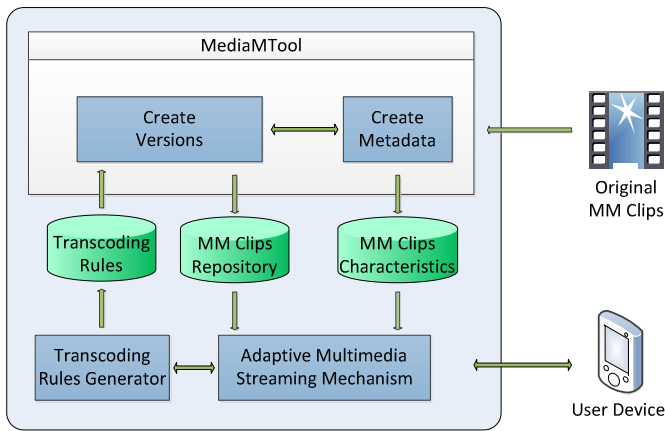 MediaMTool
Create
Versions
Create
Metadata
Original
MM Clips
Transcoding
Rules
MM Clips
Repository
MM Clips
Characteristics
Transcoding
Rules Generator
Adaptive Multimedia
Streaming Mechanism
User Device